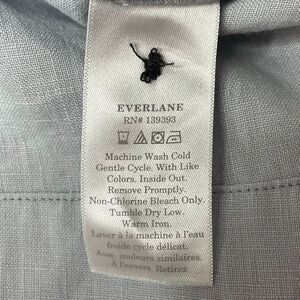 EVERLANE
RN# 139393
Machine Wash Cold
Gentle Cycle. With Like
Colors. Inside Out.
Remove Promptly.
Non-Chlorine Bleach Only.
Tumble Dry Low.
Warm Iron.
Laver à la machine à l'eau
froide cycle délicat.
Avec couleurs similaires.
À l'envers Retirez